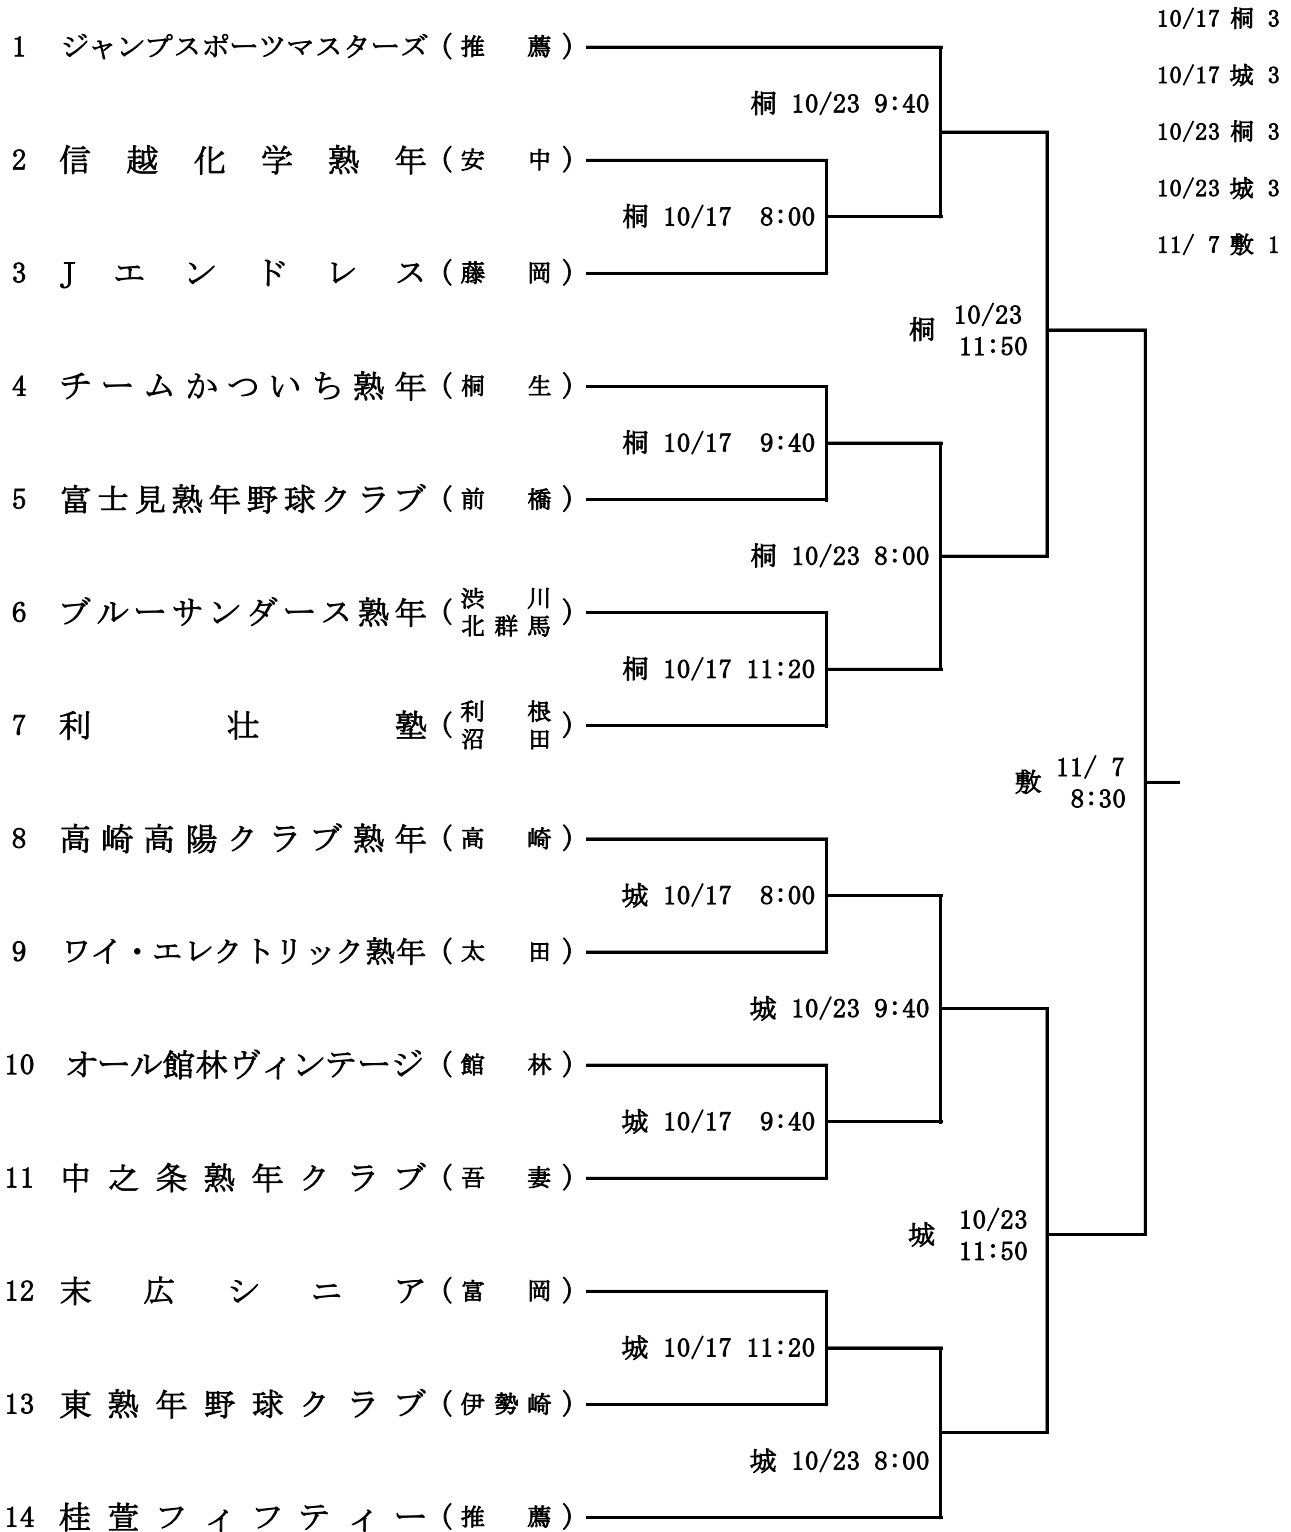 10/17 桐 3
1 ジャンプスポーツマスターズ (推 薦)
10/17 城 3
桐 10/23 9:40
10/23 桐 3
2 信越化学熟年 (安 中)
10/23 城 3
桐 10/17 8:00
11/ 7 敷 1
3 Jエンドレス (藤 岡)
桐 10/23
11:50
4 チームかついち熟年 (桐 生)
桐 10/17 9:40
5 富士見熟年野球クラブ (前 橋)
桐 10/23 8:00
6 ブルーサンダース熟年 (渋 川
北群馬)
桐 10/17 11:20
7 利壮塾 (利 根
沼 田)
敷 11/ 7
8:30
8 高崎高陽クラブ熟年 (高 崎)
城 10/17 8:00
9 ワイ・エレクトリック熟年 (太 田)
城 10/23 9:40
10 オール館林ヴィンテージ (館 林)
城 10/17 9:40
11 中之条熟年クラブ (吾 妻)
城 10/23
11:50
12 末広シニア (富 岡)
城 10/17 11:20
13 東熟年野球クラブ (伊勢崎)
城 10/23 8:00
14 桂萱フィフティー (推 薦)